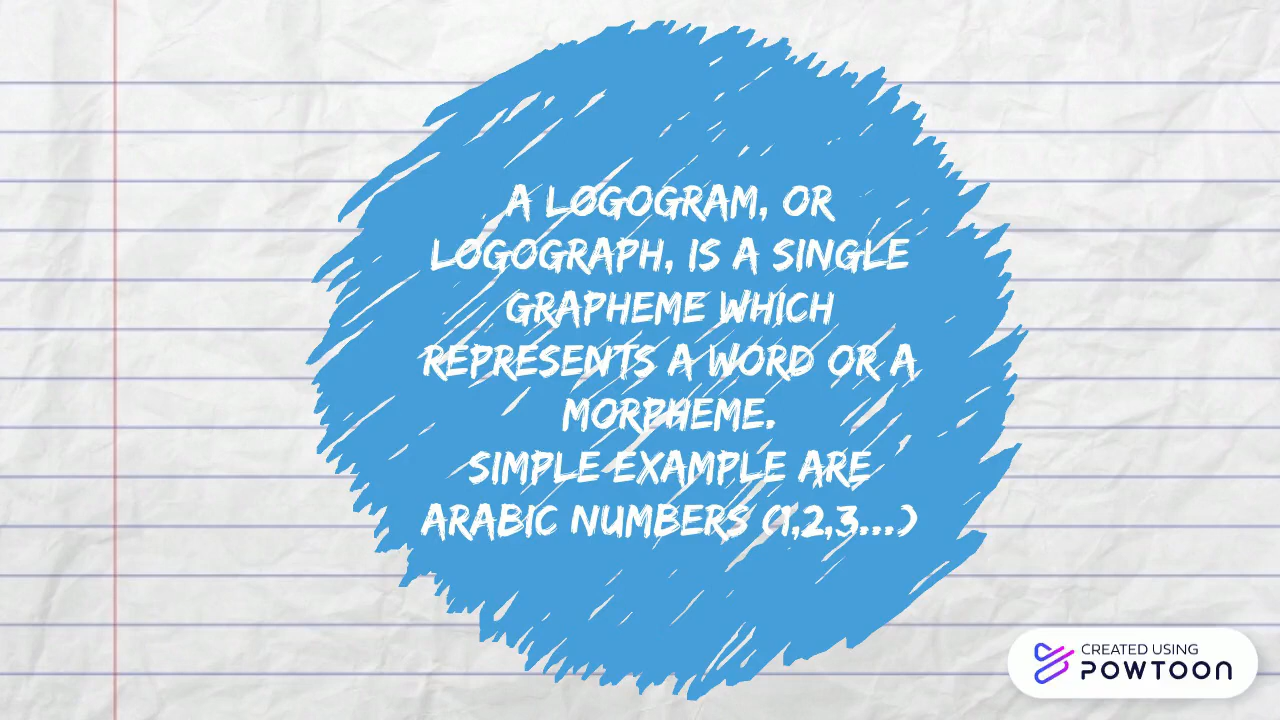 A LOGOGRAM, OR
LOGOGRAPH, IS A SINGLE
GRAPHEME WHICH
REPRESENTS A WORD OR A
MORPHEME.
SIMPLE EXAMPLE ARE
ARABIC NUMBERS (1,2,3...)
CREATED USING
POWTOON